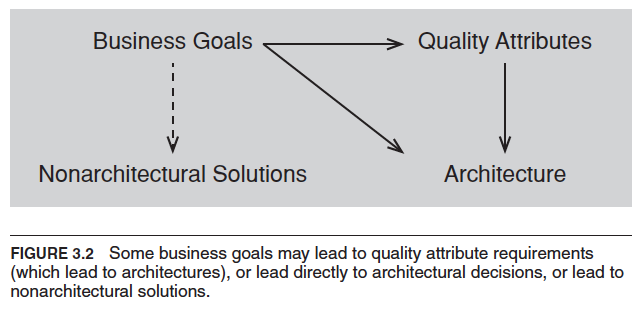 Business Goals
Quality Attributes
Nonarchitectural Solutions
Architecture
FIGURE 3.2 Some business goals may lead to quality attribute requirements
(which lead to architectures), or lead directly to architectural decisions, or lead to
nonarchitectural solutions.